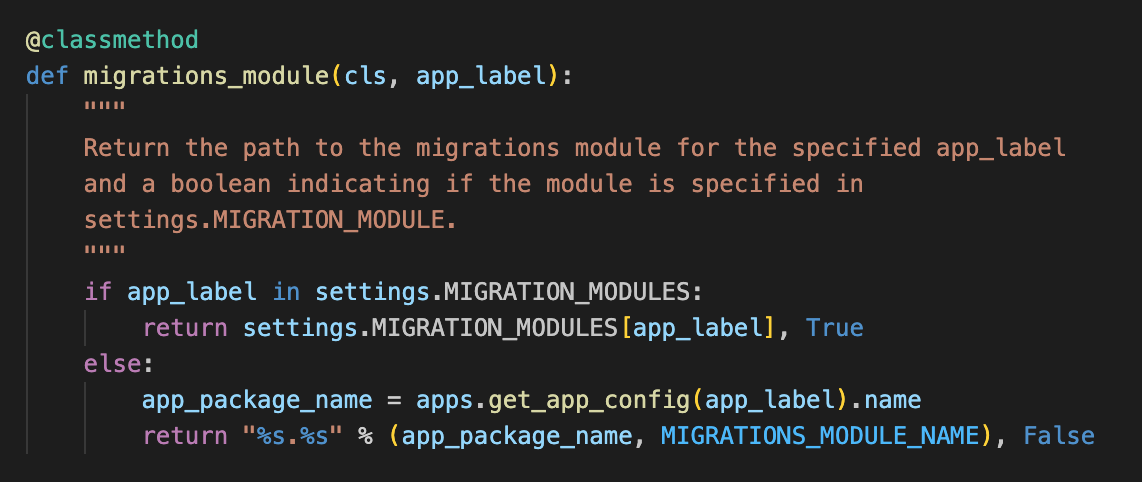 @classmethod
def migrations_module(cls, app_label):
    """
    Return the path to the migrations module for the specified app_label
    and a boolean indicating if the module is specified in
    settings.MIGRATION_MODULE.
    """
    if app_label in settings.MIGRATION_MODULES:
        return settings.MIGRATION_MODULES[app_label], True
    else:
        app_package_name = apps.get_app_config(app_label).name
        return "%s.%s" % (app_package_name, MIGRATIONS_MODULE_NAME), False